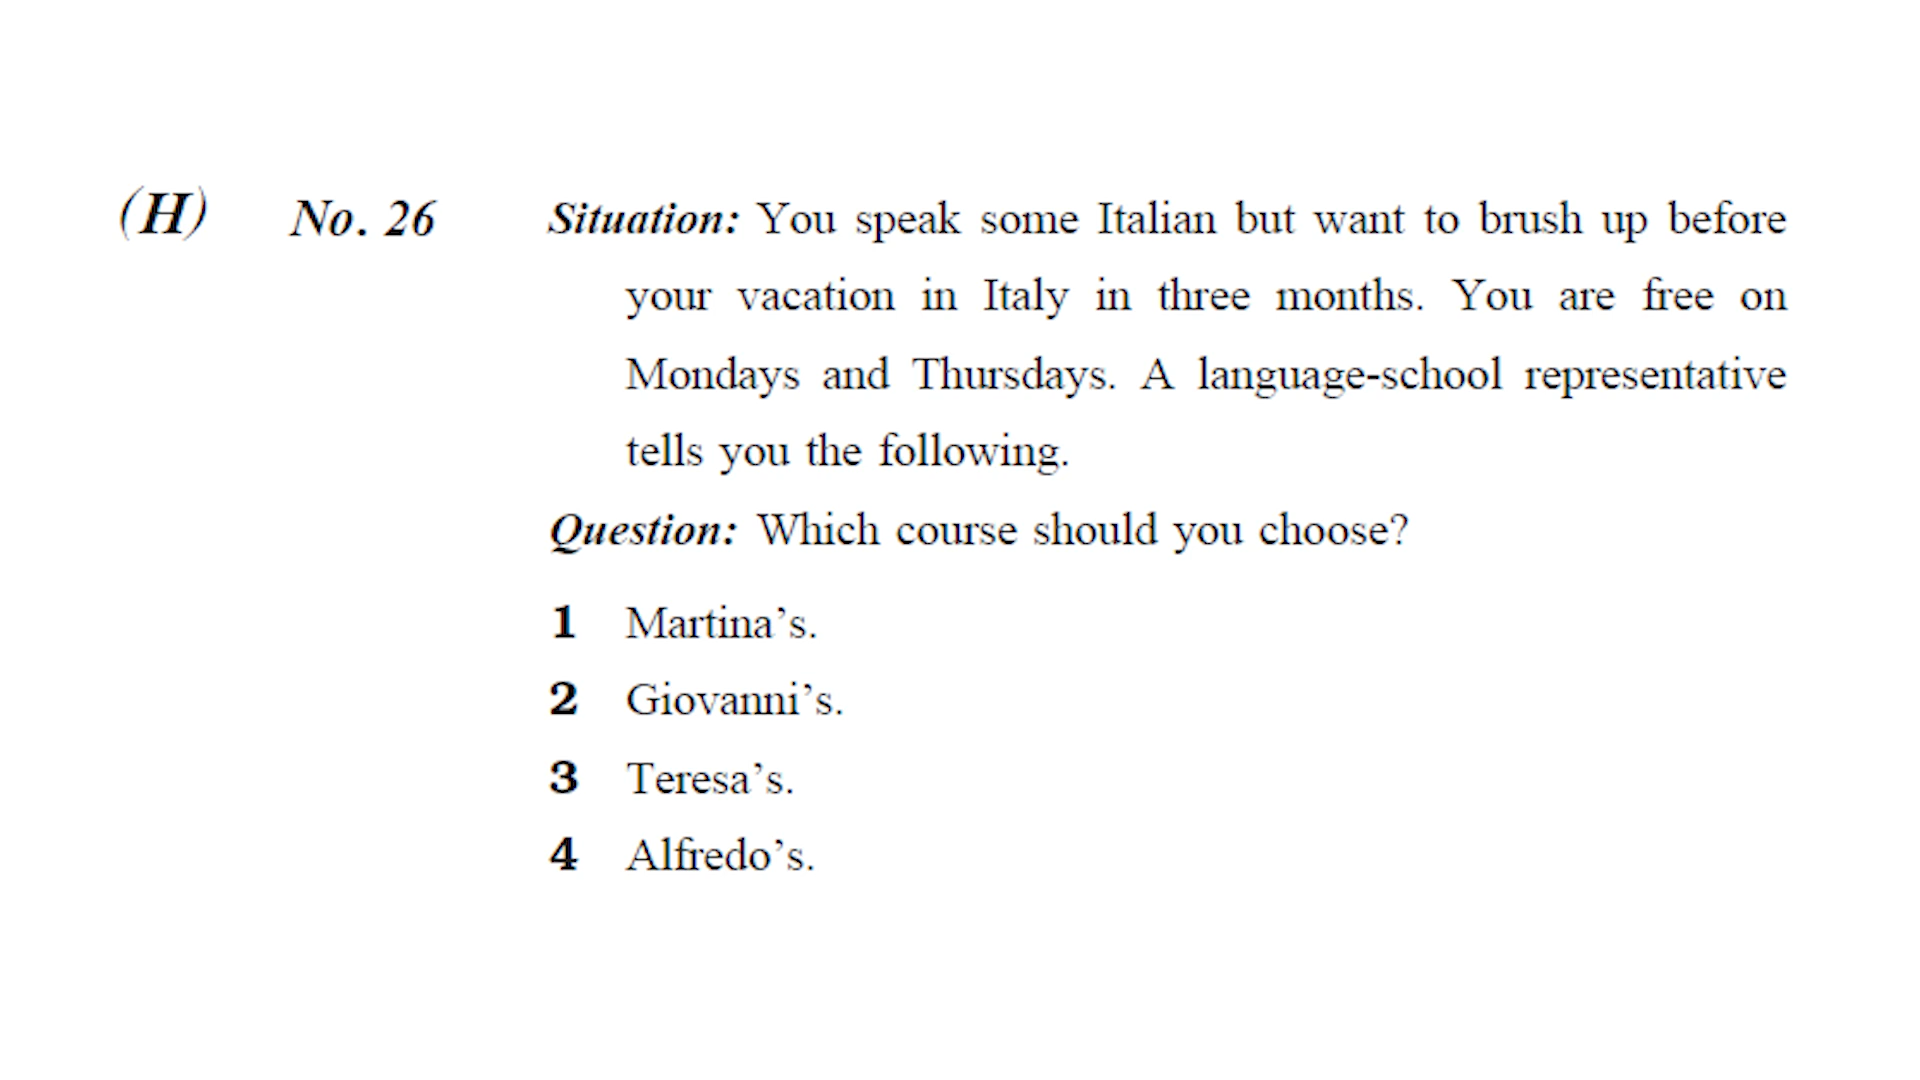 (H) No. 26 Situation: You speak some Italian but want to brush up before
your vacation in Italy in three months. You are free on
Mondays and Thursdays. A language-school representative
tells you the following.
Question: Which course should you choose?
1 Martina’s.
2 Giovanni’s.
3 Teresa’s.
4 Alfredo’s.